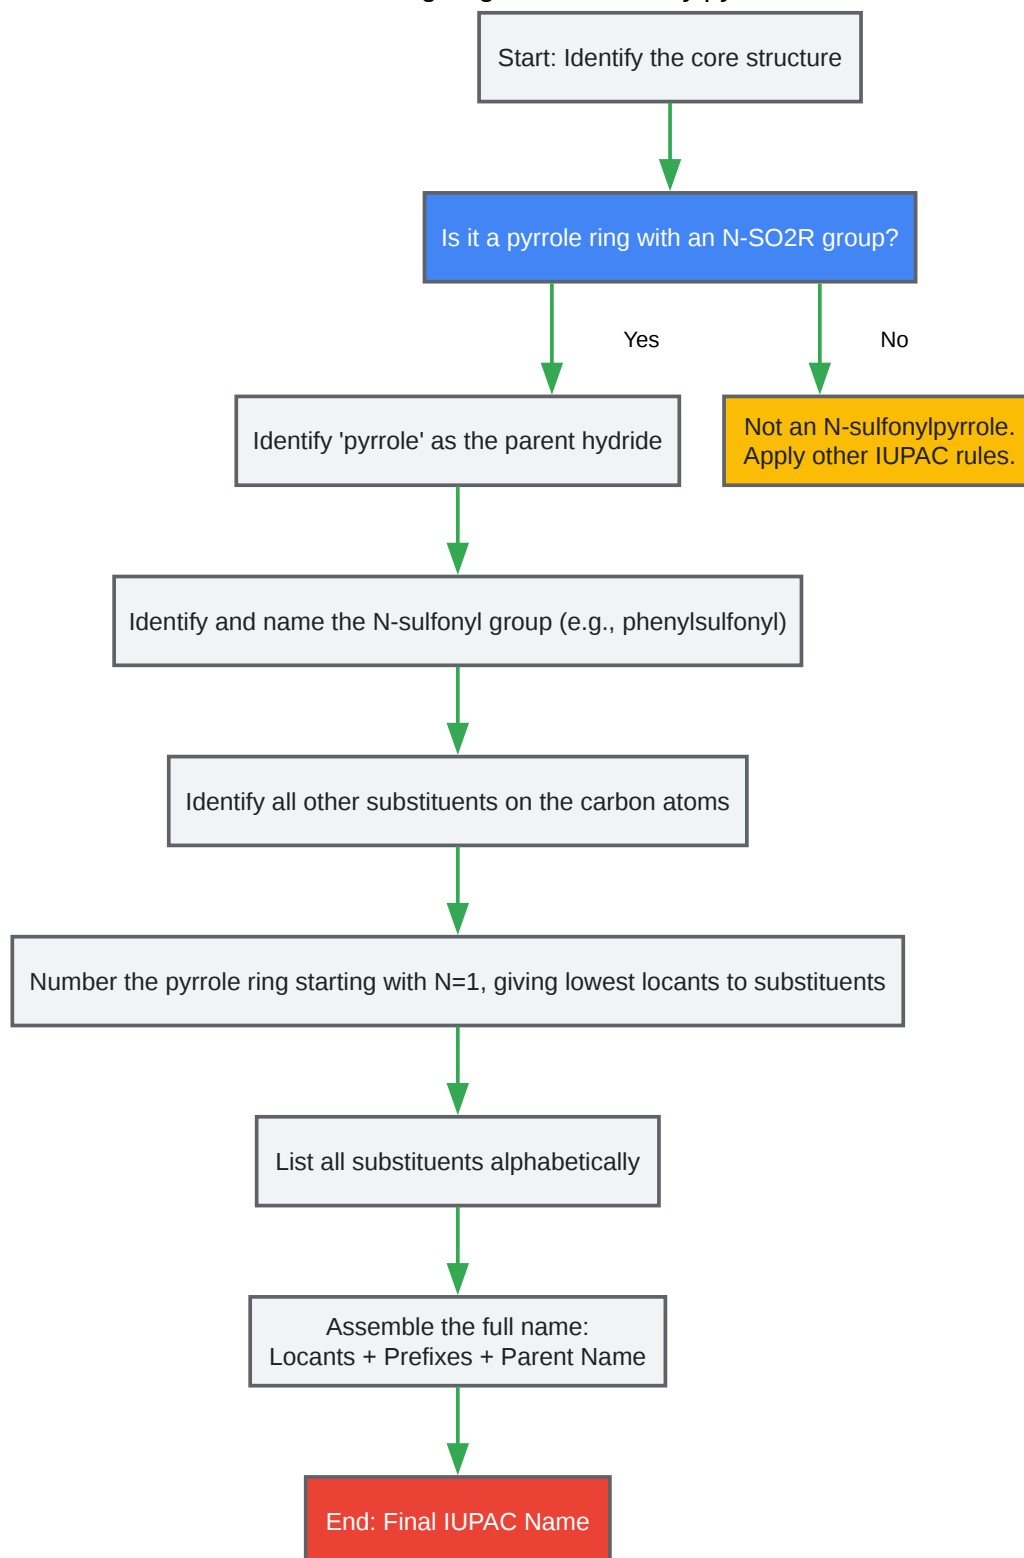 Start: Identify the core structure
Is it a pyrrole ring with an N-SO2R group?
Yes
No
Identify 'pyrrole' as the parent hydride
Not an N-sulfonylpyrrole.
Apply other IUPAC rules.
Identify and name the N-sulfonyl group (e.g., phenylsulfonyl)
Identify all other substituents on the carbon atoms
Number the pyrrole ring starting with N=1, giving lowest locants to substituents
List all substituents alphabetically
Assemble the full name:
Locants + Prefixes + Parent Name
End: Final IUPAC Name